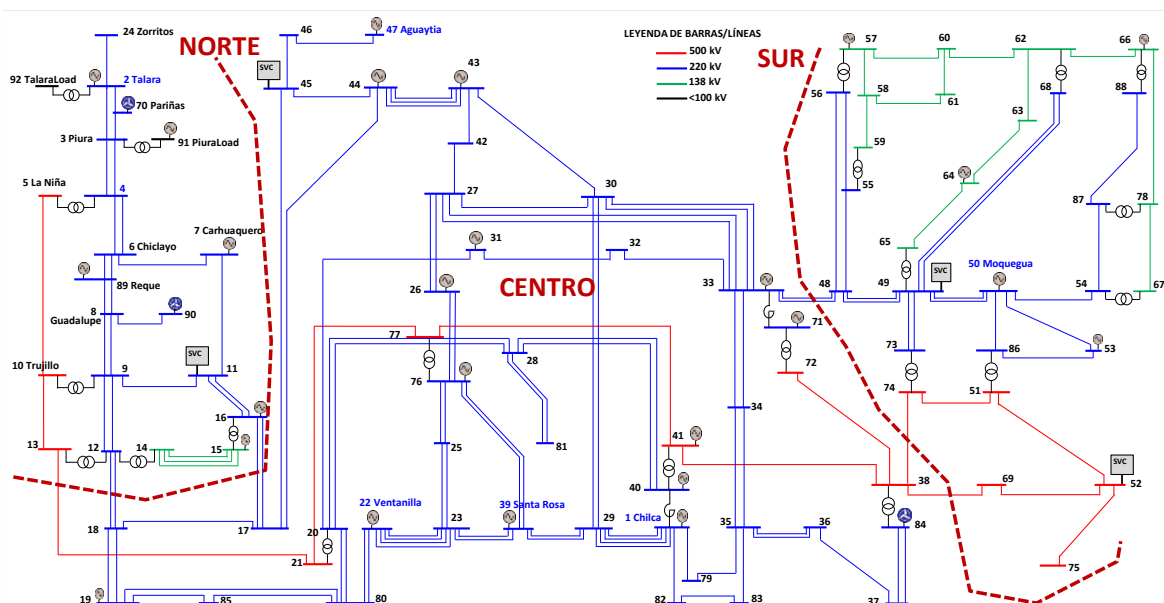 24 Zorritos
NORTE
46
47 Aguaytia
LEYENDA DE BARRAS/LÍNEAS
500 kV
220 kV
138 kV
<100 kV
SUR
57
60
62
66
92 TalaraLoad
2 Talara
SVC
45
44
43
56
58
61
68
88
70 Pariñas
3 Piura
91 PiuraLoad
42
63
59
5 La Niña
4
27
30
64
55
87
78
7 Carhuaquero
6 Chiclayo
31
32
65
SVC
50 Moquegua
89 Reque
26
CENTRO
33
48
49
54
67
8
Guadalupe
90
77
28
71
73
86
53
SVC
10 Trujillo
9
11
76
72
74
51
16
34
13
12
14
15
25
81
41
SVC
40
38
69
52
22 Ventanilla
39 Santa Rosa
18
17
20
23
29
1 Chilca
35
36
84
21
79
75
19
85
80
82
83
37